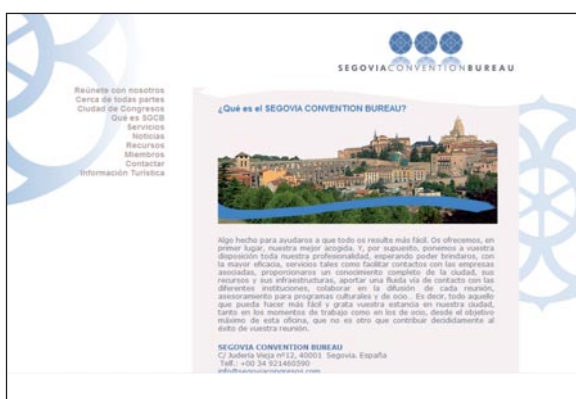 SEGOVIACONVENTIONBUREAU
Reúnete con nosotros
Cerca de todas partes
Ciudad de Congresos
Qué es SGCB
Servicios
Noticias
Recursos
Miembros
Contactar
Información Turística
¿Qué es el SEGOVIA CONVENTION BUREAU?
Algo hecho para ayudaros a que todo os resulte más fácil. Os ofrecemos, en
primer lugar, nuestra mejor acogida. Y, por supuesto, ponemos a vuestra
disposición toda nuestra profesionalidad, esperando poder brindaros, con
la mayor eficacia, servicios tales como facilitar contactos con las empresas
asociadas, proporcionaros un conocimiento completo de la ciudad, sus
recursos y sus infraestructuras, aportar una fluida vía de contacto con las
diferentes instituciones, colaborar en la difusión de cada reunión,
asesoramiento para programas culturales y de ocio.. Es decir, todo aquello
que pueda hacer más fácil y grata vuestra estancia en nuestra ciudad,
tanto en los momentos de trabajo como en los de ocio, desde el objetivo
máximo de esta oficina, que no es otro que contribuir decididamente al
éxito de vuestra reunión.
SEGOVIA CONVENTION BUREAU
C/ Judería Vieja nº12, 40001 Segovia. España
Telf.: +00 34 921460590
info@segoviacongresos.com